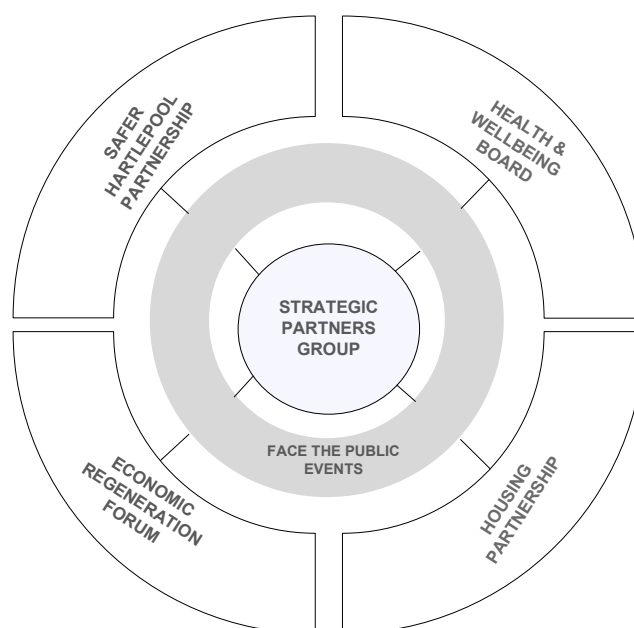 SAFER
HARTLEPOOL
PARTNERSHIP
HEALTH &
WELLBEING
BOARD
STRATEGIC
PARTNERS
GROUP
FACE THE PUBLIC
EVENTS
ECONOMIC
REGENERATION
FORUM
HOUSING
PARTNERSHIP